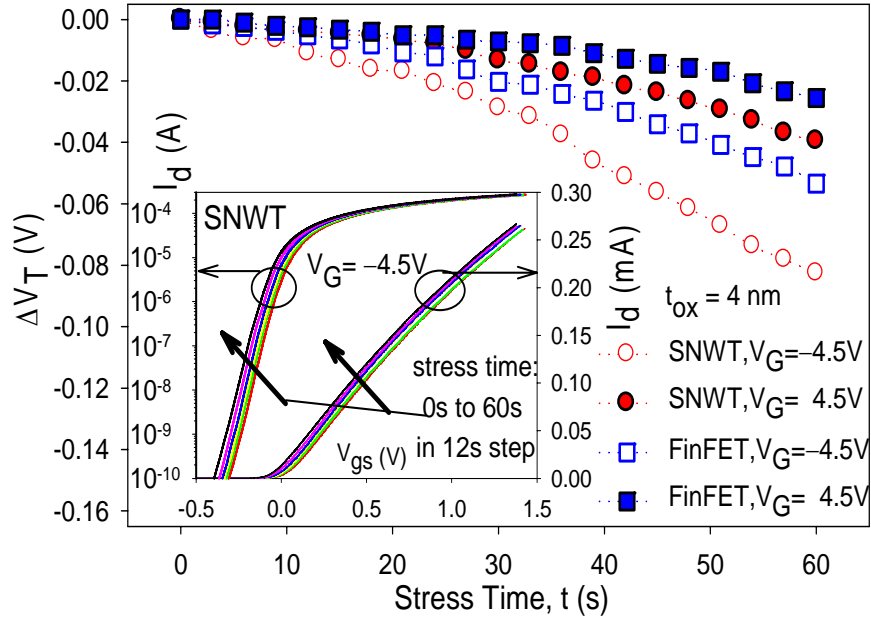 0.00
-0.02
-0.04
-0.06
-0.08
-0.10
-0.12
-0.14
-0.16
ΔV_T (V)
0 10 20 30 40 50 60
Stress Time, t (s)
I_d (A)
10^-4
10^-5
10^-6
10^-7
10^-8
10^-9
10^-10
-0.5 0.0 0.5 1.0 1.5
V_gs (V)
0.30
0.25
0.20
0.15
0.10
0.05
0.00
I_d (mA)
SNWT
V_G= −4.5V
stress time:
0s to 60s
in 12s step
t_ox = 4 nm
SNWT,V_G=−4.5V
SNWT,V_G= 4.5V
FinFET,V_G=−4.5V
FinFET,V_G= 4.5V